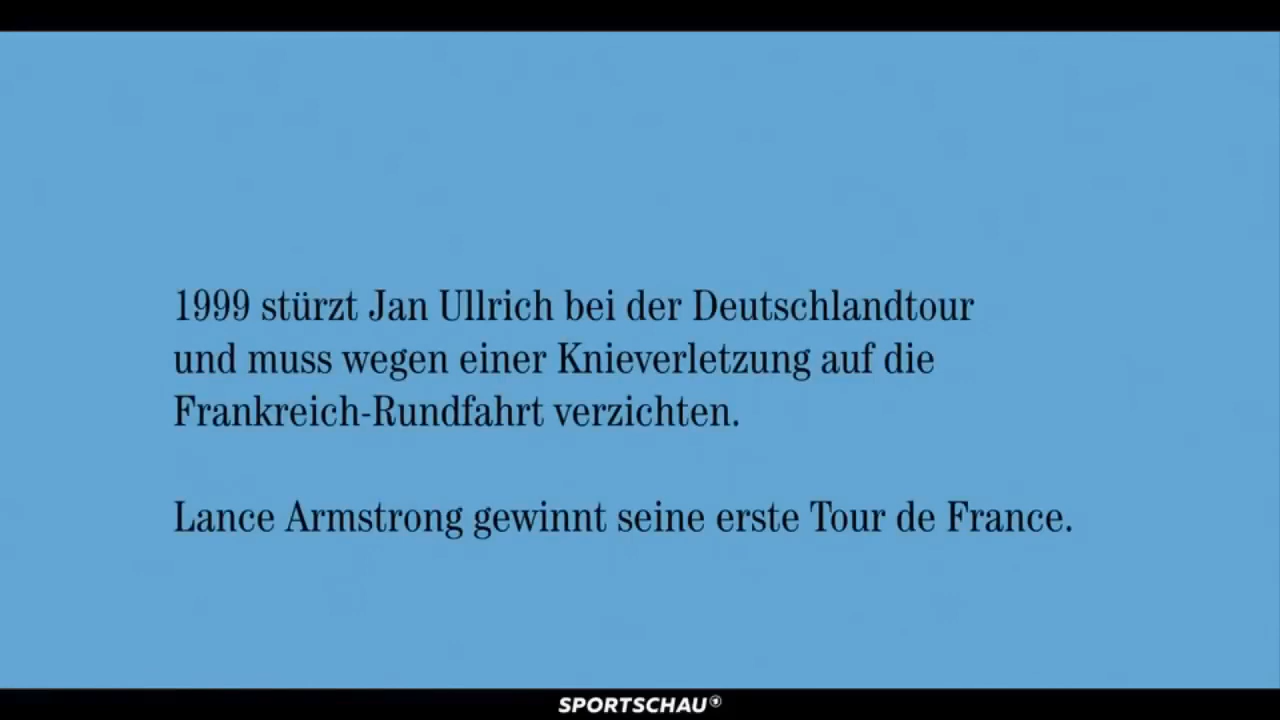 1999 stürzt Jan Ullrich bei der Deutschlandtour
und muss wegen einer Knieverletzung auf die
Frankreich-Rundfahrt verzichten.
Lance Armstrong gewinnt seine erste Tour de France.
SPORTSCHAU